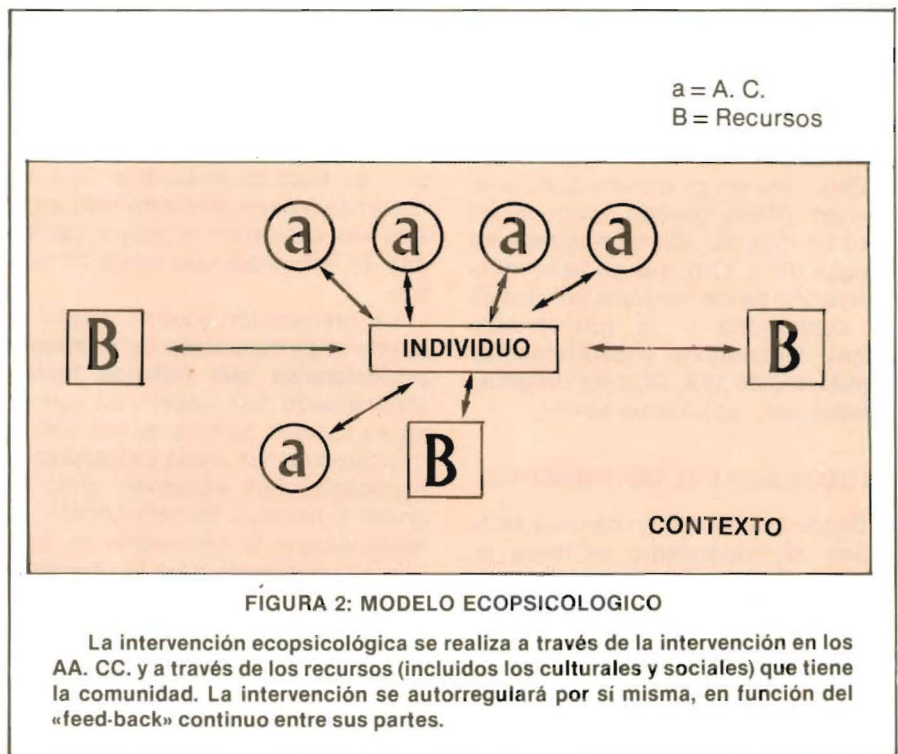 a = A. C.
B = Recursos
a a a a
B INDIVIDUO B
a B
CONTEXTO
FIGURA 2: MODELO ECOPSICOLOGICO
La intervención ecopsicológica se realiza a través de la intervención en los
AA. CC. y a través de los recursos (incluidos los culturales y sociales) que tiene
la comunidad. La intervención se autorregulará por sí misma, en función del
«feed-back» continuo entre sus partes.